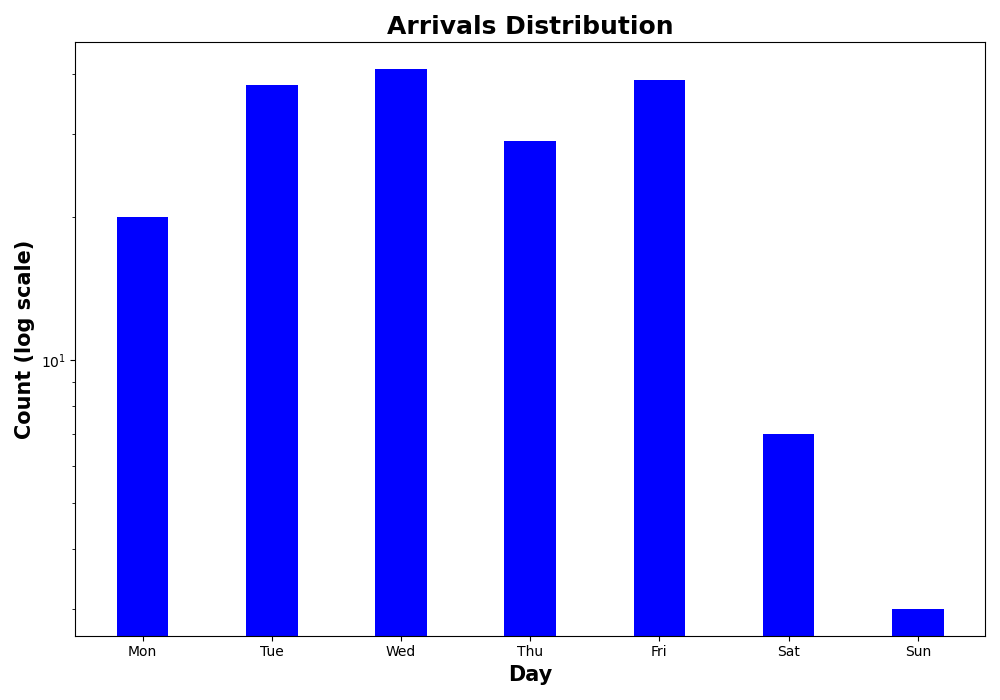 Arrivals Distribution
Count (log scale)
10¹
Mon Tue Wed Thu Fri Sat Sun
Day